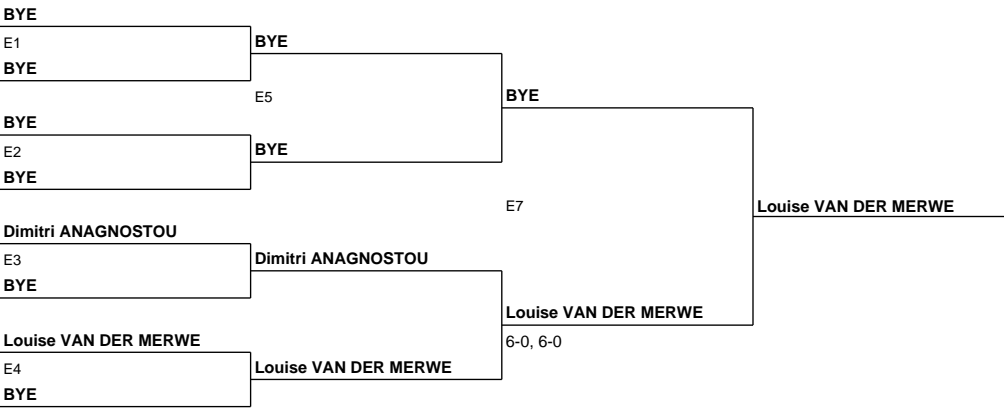 BYE
E1
BYE
BYE
E2
BYE
Dimitri ANAGNOSTOU
E3
BYE
Louise VAN DER MERWE
E4
BYE
BYE
E5
BYE
Dimitri ANAGNOSTOU
Louise VAN DER MERWE
BYE
E7
Louise VAN DER MERWE
6-0, 6-0
Louise VAN DER MERWE